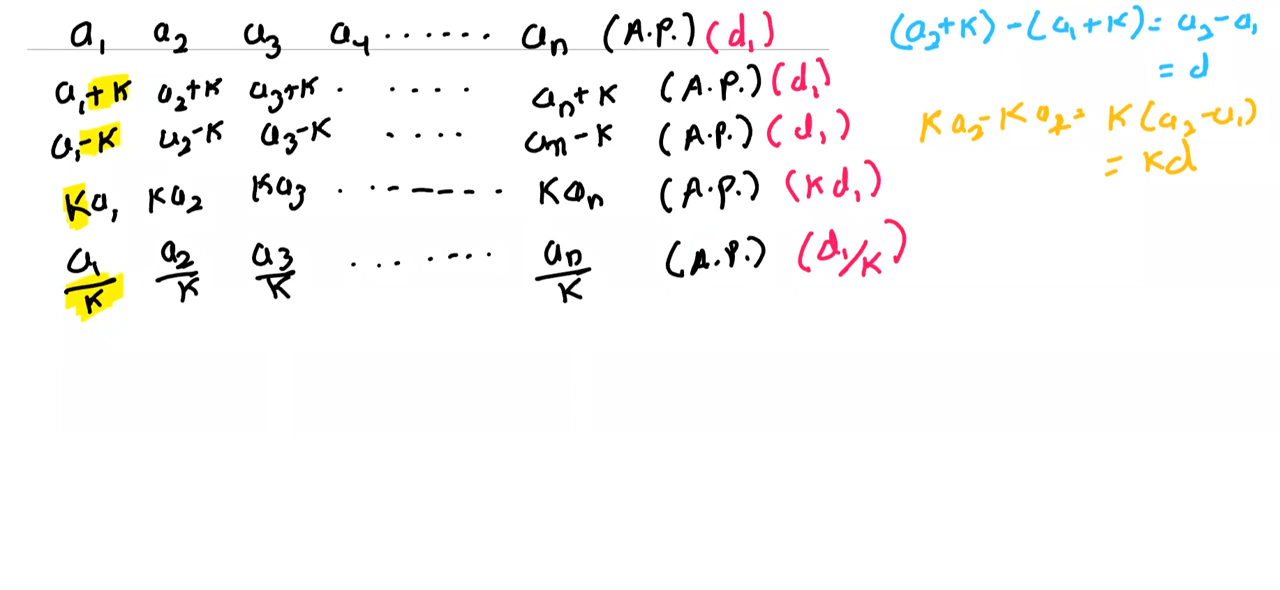 a₁ a₂ a₃ a₄ ...... aₙ (A.P.) (d₁)
a₁+K a₂+K a₃+K . .... aₙ+K (A.P.) (d₁)
a₁-K a₂-K a₃-K .... aₙ-K (A.P.) (d₁)
Ka₁ Ka₂ Ka₃ . .------. Kaₙ (A.P.) (Kd₁)
a₁/K a₂/K a₃/K ... .-... aₙ/K (A.P.) (d₁/K)
(a₂+K)-(a₁+K)= a₂-a₁
= d
Ka₃-Ka₂= K(a₂-a₁)
= Kd